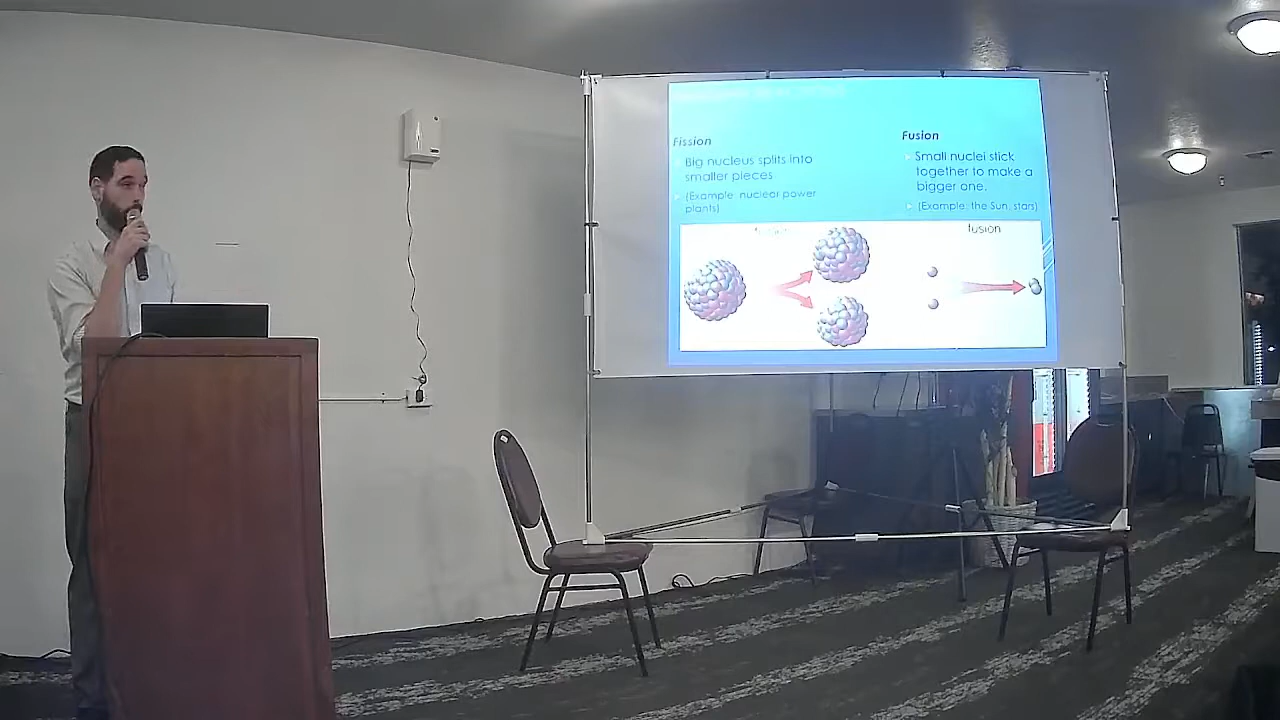 Fission
Big nucleus splits into
smaller pieces
(Example: nuclear power
plants)
Fusion
Small nuclei stick
together to make a
bigger one.
(Example: the Sun, stars)
fusion